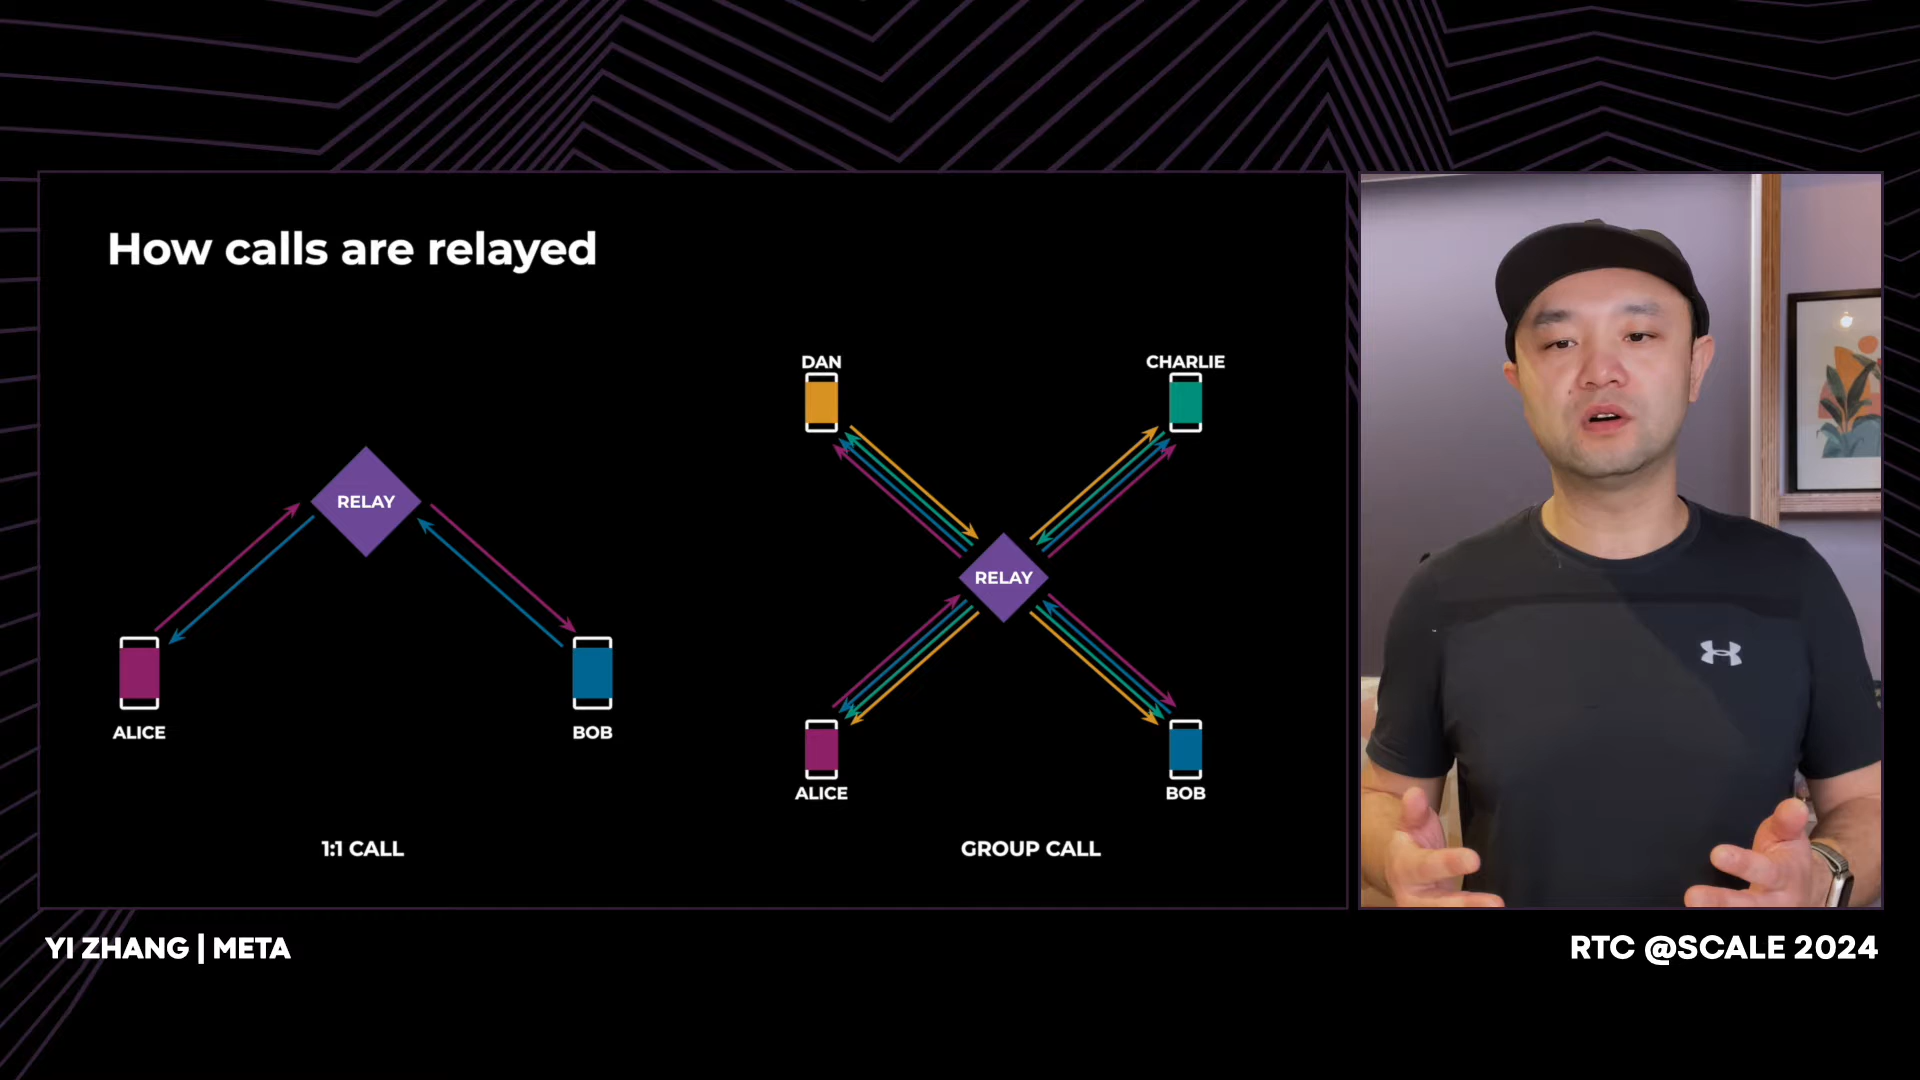 How calls are relayed
DAN
CHARLIE
RELAY
RELAY
ALICE
BOB
ALICE
BOB
1:1 CALL
GROUP CALL
YI ZHANG | META
RTC @SCALE 2024